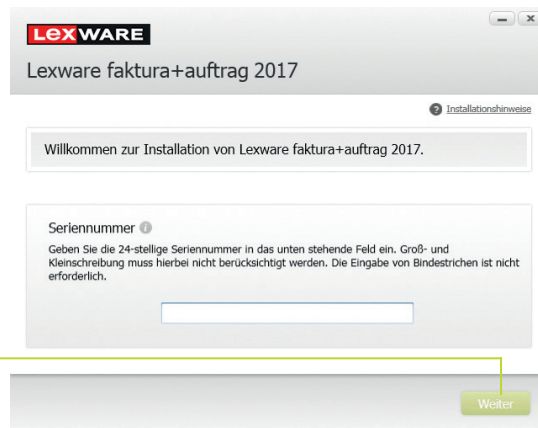 LEXWARE
Lexware faktura+auftrag 2017
Installationshinweise
Willkommen zur Installation von Lexware faktura+auftrag 2017.
Seriennummer
Geben Sie die 24-stellige Seriennummer in das unten stehende Feld ein. Groß- und
Kleinschreibung muss hierbei nicht berücksichtigt werden. Die Eingabe von Bindestrichen ist nicht
erforderlich.
Weiter